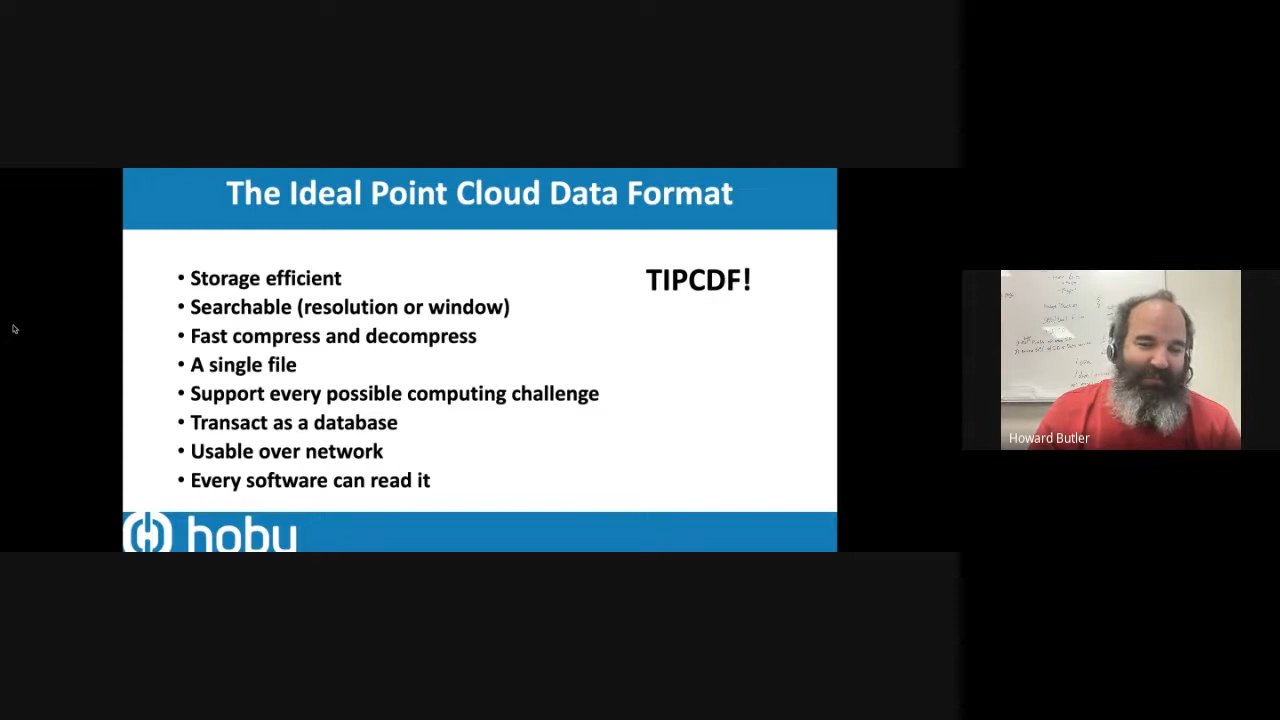 The Ideal Point Cloud Data Format
• Storage efficient
TIPCDF!
• Searchable (resolution or window)
• Fast compress and decompress
• A single file
• Support every possible computing challenge
• Transact as a database
• Usable over network
• Every software can read it
hobu
Howard Butler